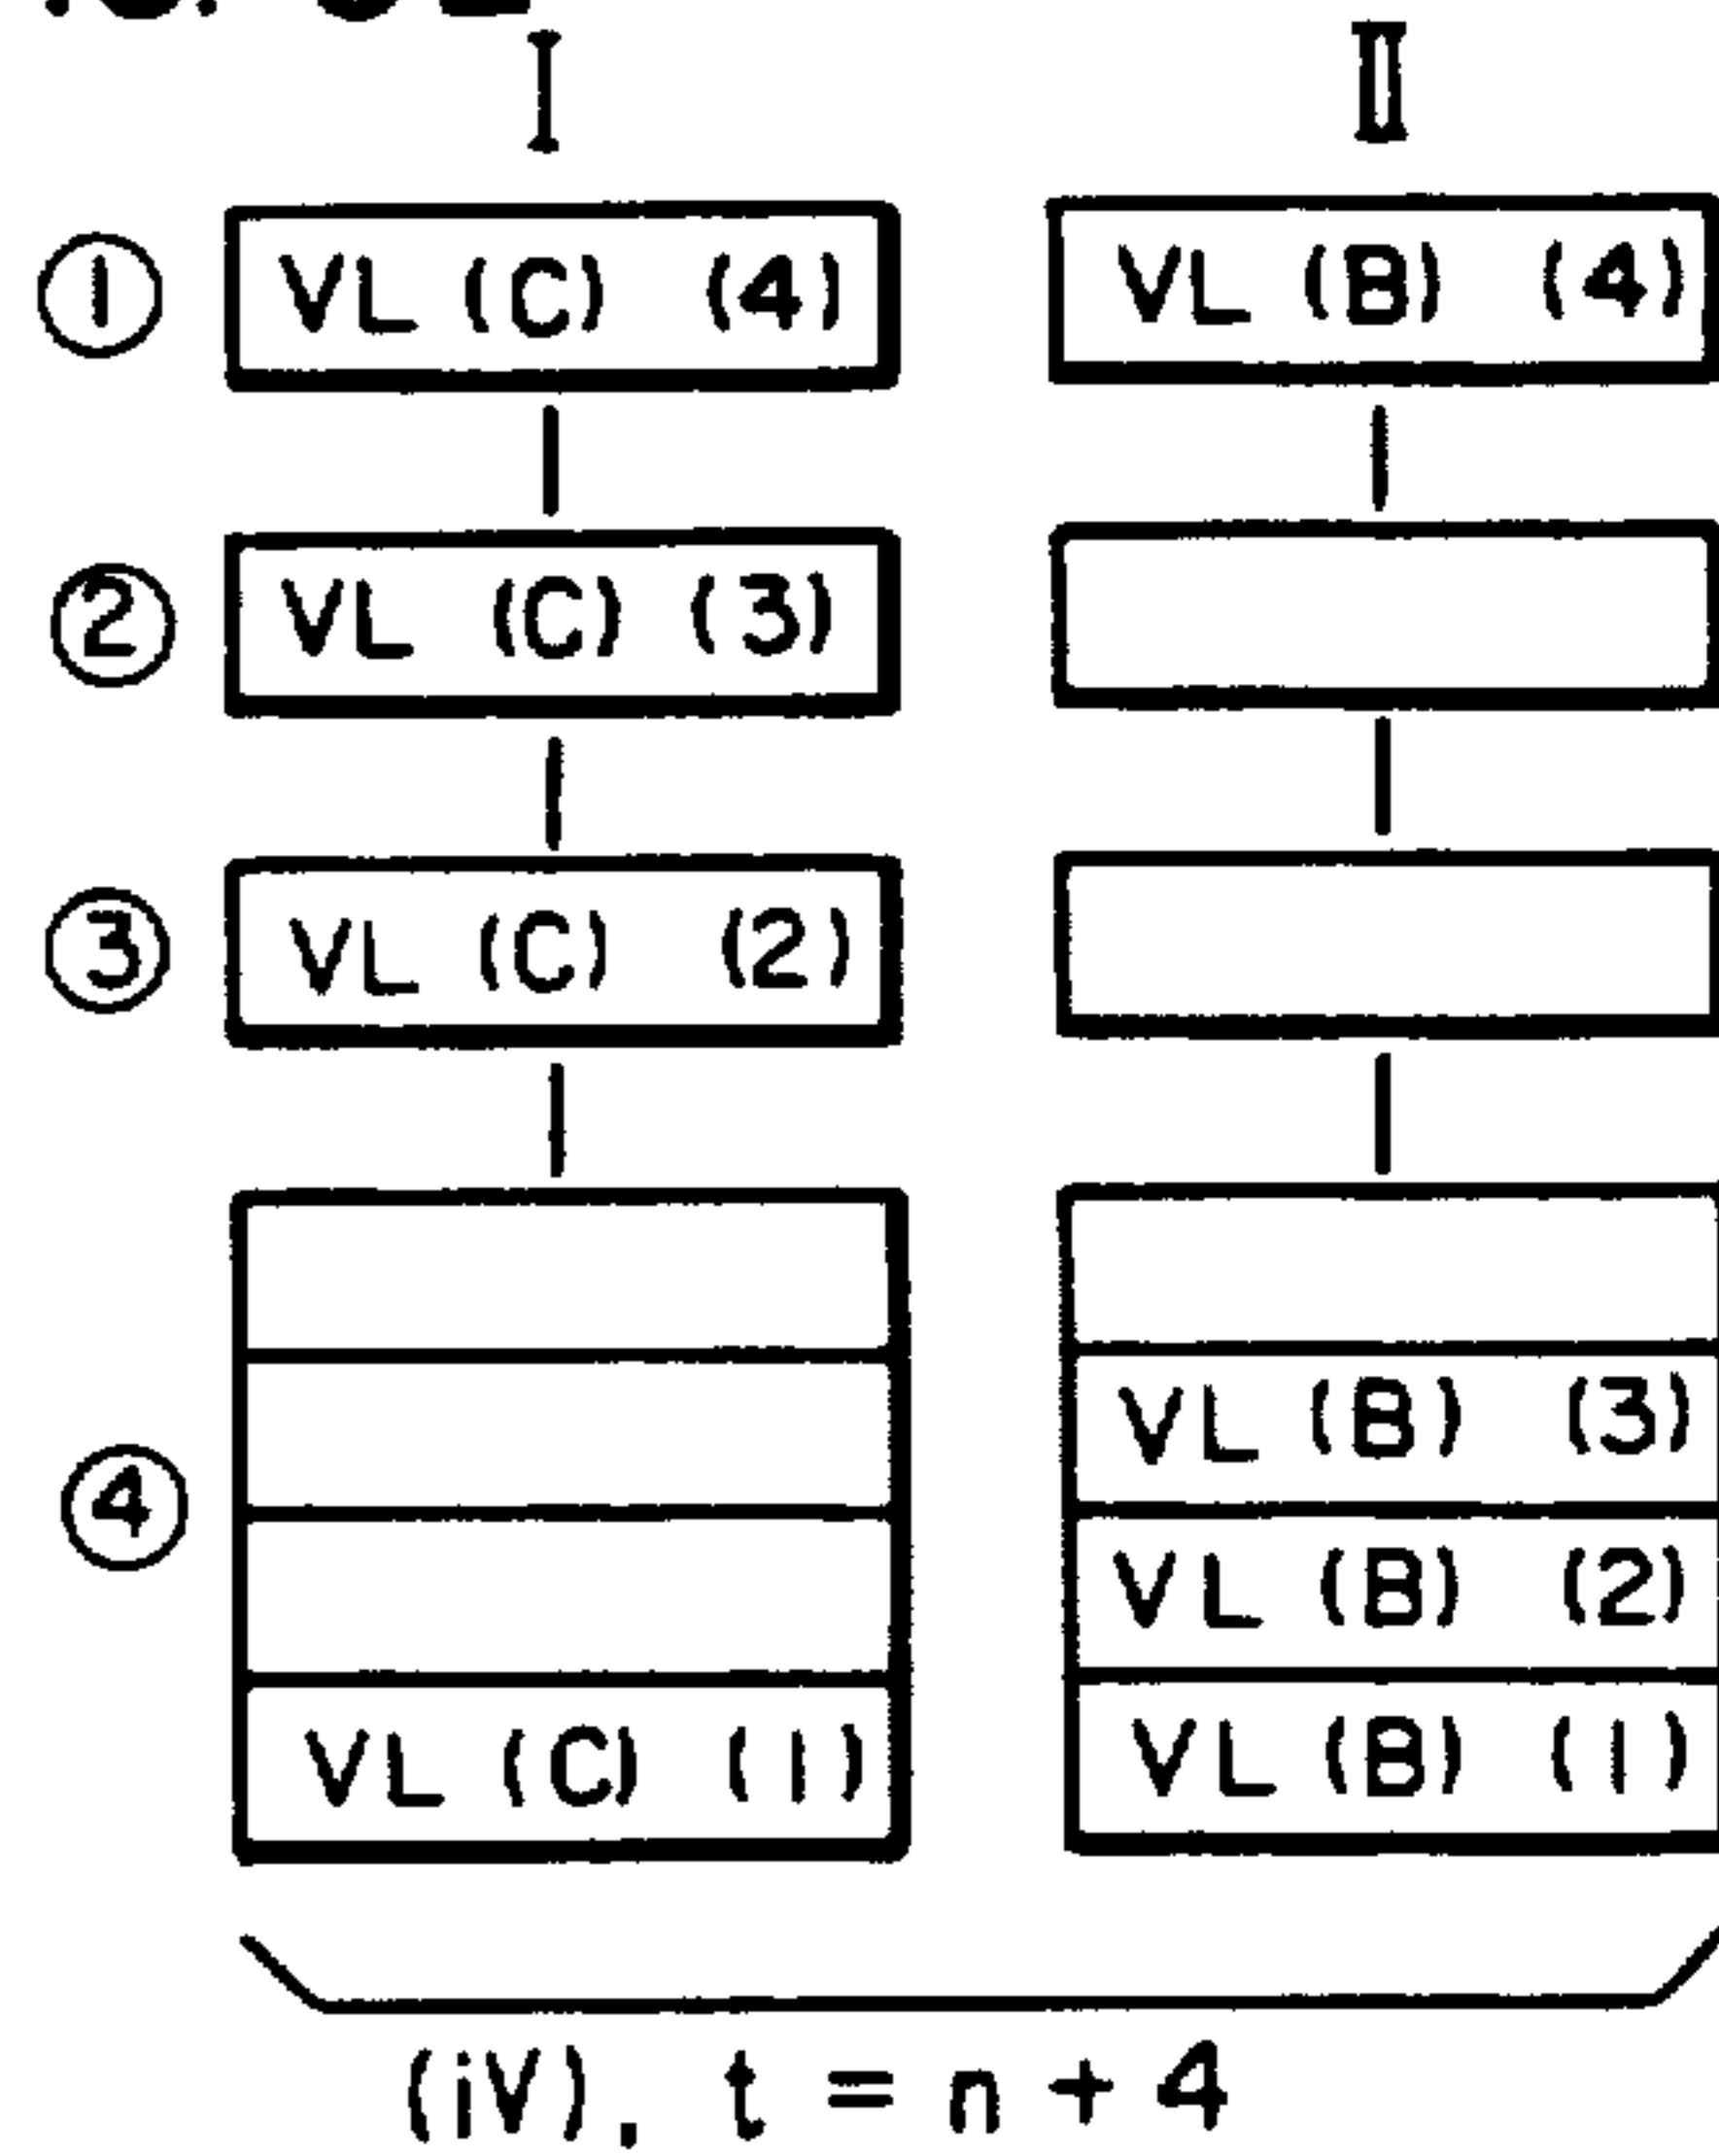 I II
① VL (C) (4) VL (B) (4)
② VL (C) (3)
③ VL (C) (2)
VL (B) (3)
④ VL (B) (2)
VL (C) (1) VL (B) (1)
(iV), t = n + 4